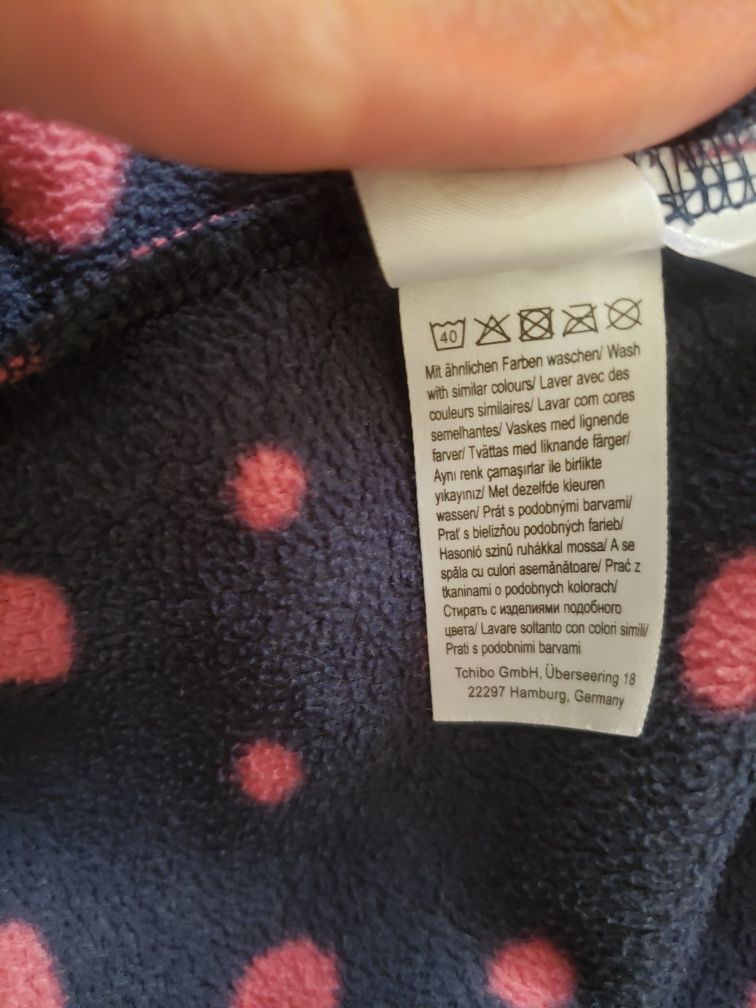 40
Mit ähnlichen Farben waschen/ Wash
with similar colours/ Laver avec des
couleurs similaires/ Lavar com cores
semelhantes/ Vaskes med lignende
farver/ Tvättas med liknande färger/
Aynı renk çamaşırlar ile birlikte
yıkayınız/ Met dezelfde kleuren
wassen/ Prát s podobnými barvami/
Prať s bielizňou podobných farieb/
Hasonló színű ruhákkal mossa/ A se
spăla cu culori asemănătoare/ Prać z
tkaninami o podobnych kolorach/
Стирать с изделиями подобного
цвета/ Lavare soltanto con colori simili/
Prati s podobnimi barvami
Tchibo GmbH, Überseering 18
22297 Hamburg, Germany